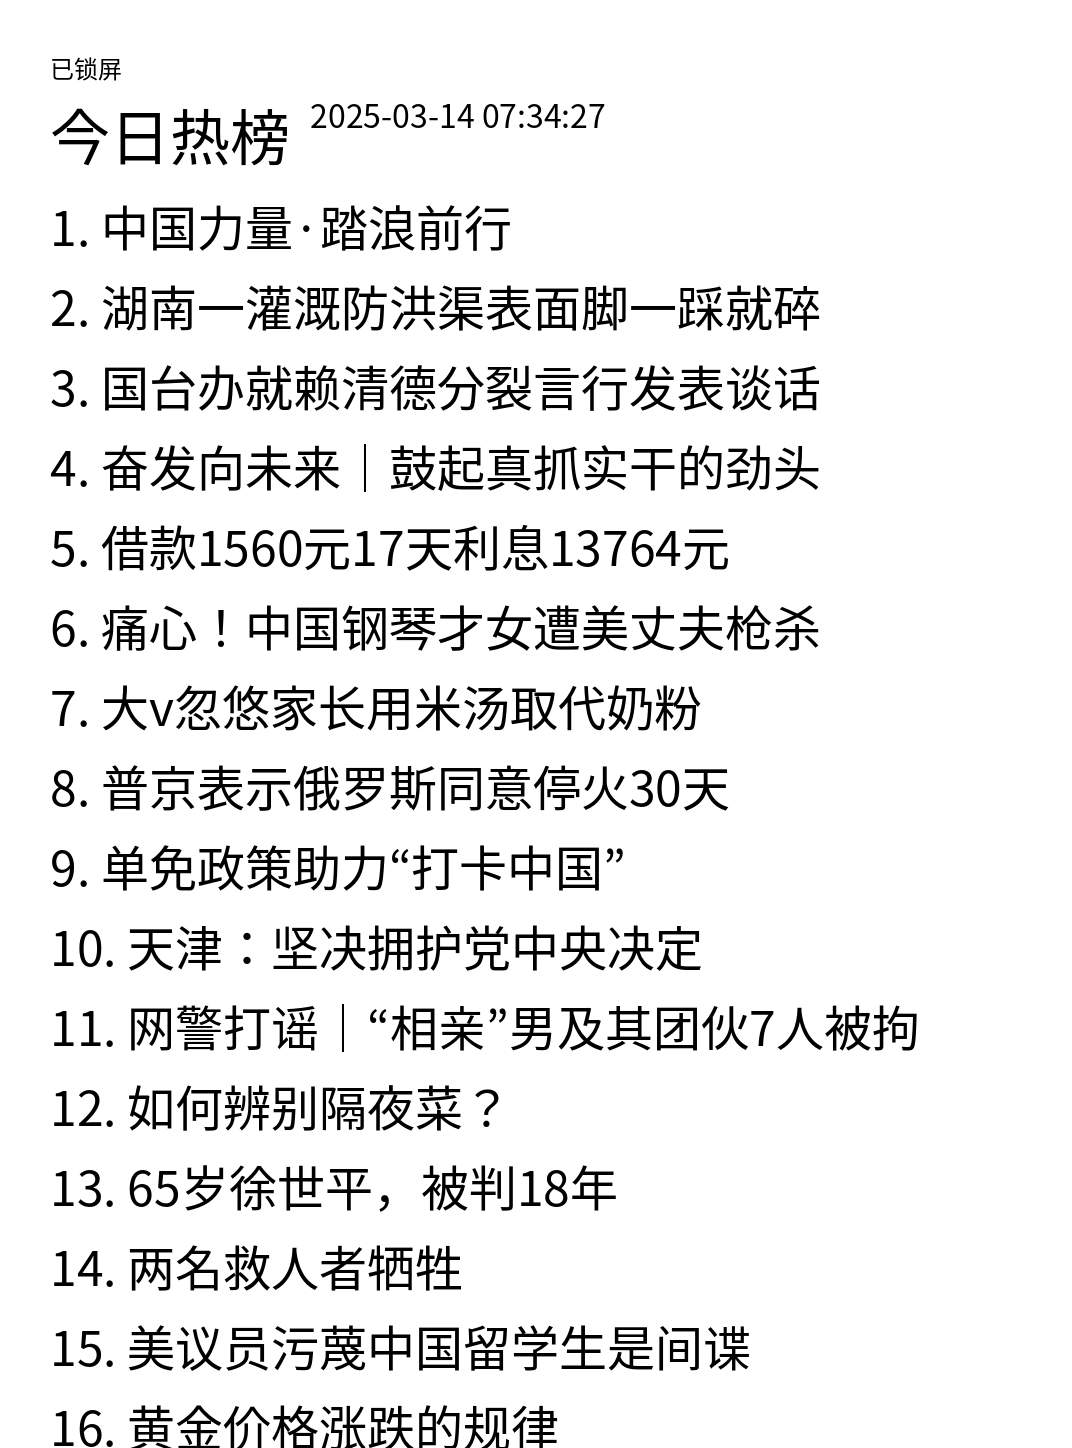 已锁屏
今日热榜 2025-03-14 07:34:27
1. 中国力量·踏浪前行
2. 湖南一灌溉防洪渠表面脚一踩就碎
3. 国台办就赖清德分裂言行发表谈话
4. 奋发向未来｜鼓起真抓实干的劲头
5. 借款1560元17天利息13764元
6. 痛心！中国钢琴才女遭美丈夫枪杀
7. 大v忽悠家长用米汤取代奶粉
8. 普京表示俄罗斯同意停火30天
9. 单免政策助力“打卡中国”
10. 天津：坚决拥护党中央决定
11. 网警打谣｜“相亲”男及其团伙7人被拘
12. 如何辨别隔夜菜？
13. 65岁徐世平，被判18年
14. 两名救人者牺牲
15. 美议员污蔑中国留学生是间谍
16. 黄金价格涨跌的规律